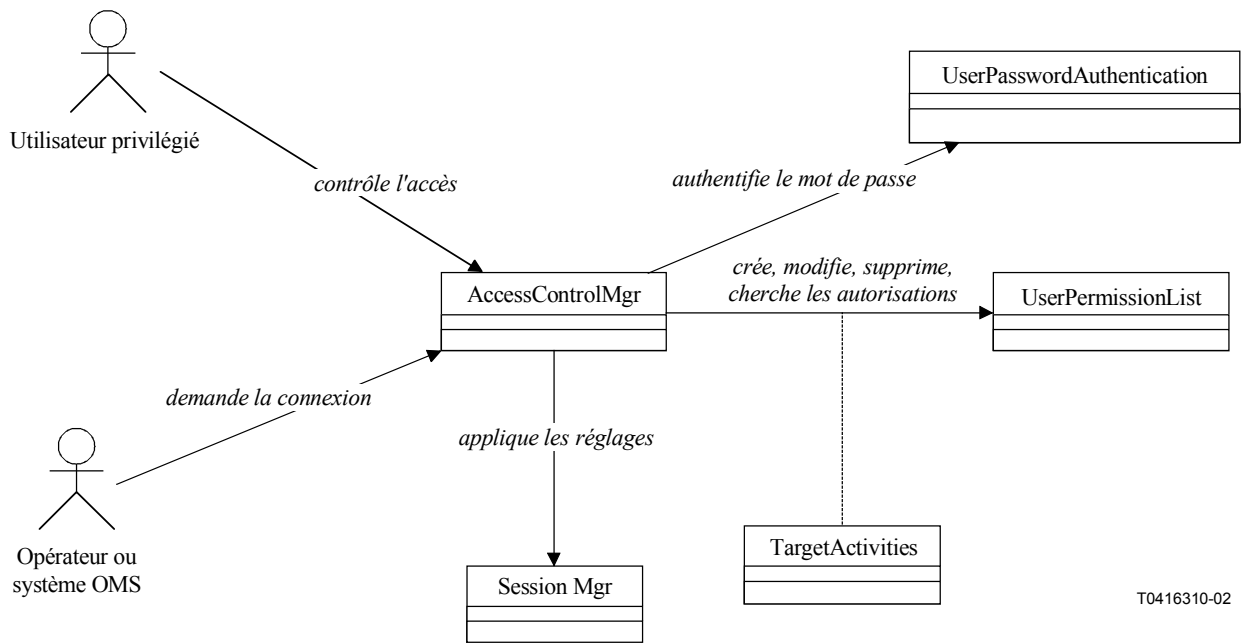 UserPasswordAuthentication
Utilisateur privilégié
contrôle l'accès
authentifie le mot de passe
crée, modifie, supprime,
cherche les autorisations
AccessControlMgr
UserPermissionList
demande la connexion
applique les réglages
Opérateur ou
système OMS
TargetActivities
Session Mgr
T0416310-02